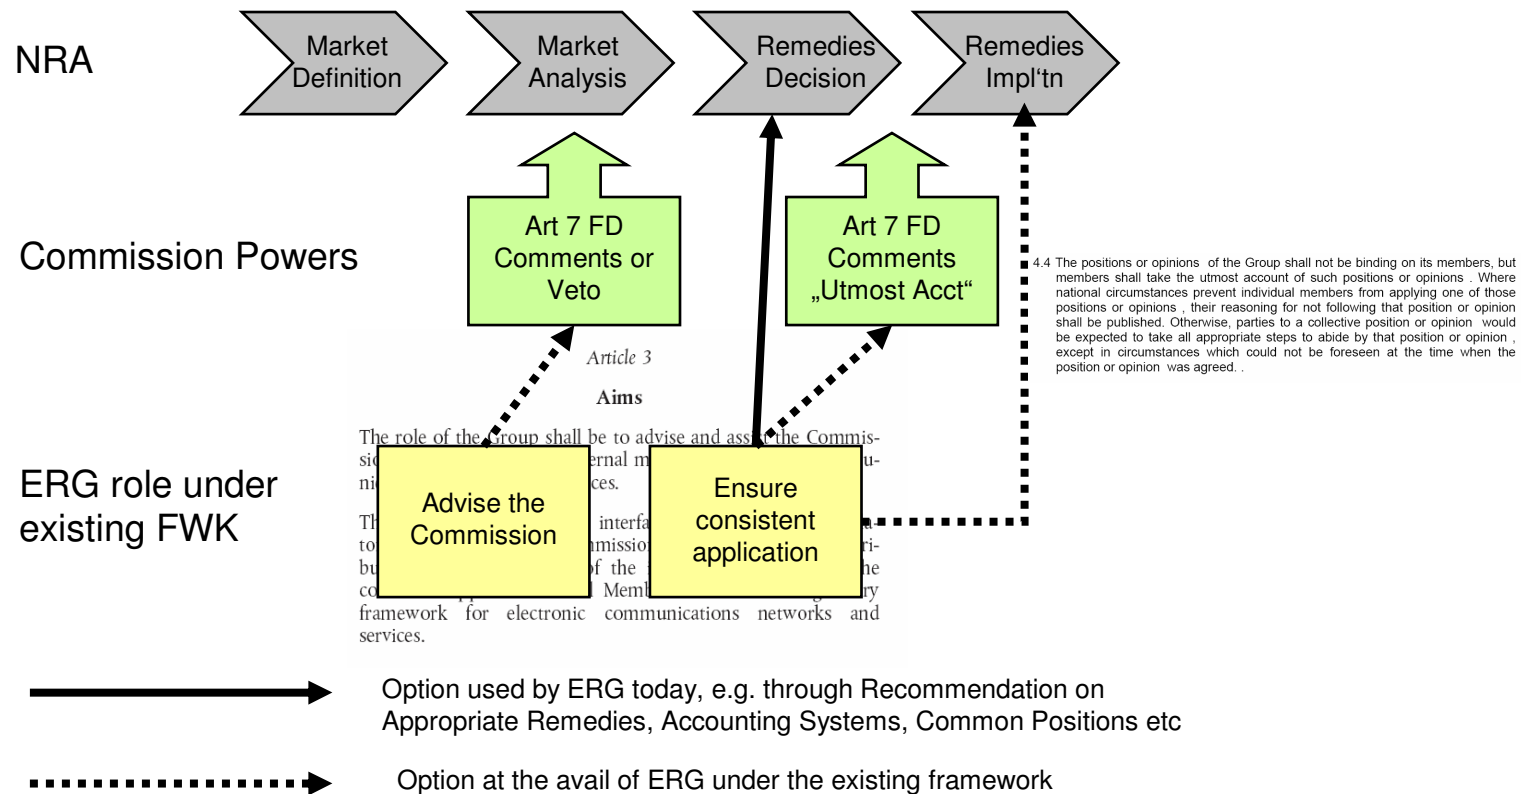 NRA
Market
Definition
Market
Analysis
Remedies
Decision
Remedies
Impl‘tn
Commission Powers
Art 7 FD
Comments or
Veto
Art 7 FD
Comments
„Utmost Acct“
4.4 The positions or opinions of the Group shall not be binding on its members, but
members shall take the utmost account of such positions or opinions . Where
national circumstances prevent individual members from applying one of those
positions or opinions , their reasoning for not following that position or opinion
shall be published. Otherwise, parties to a collective position or opinion would
be expected to take all appropriate steps to abide by that position or opinion ,
except in circumstances which could not be foreseen at the time when the
position or opinion was agreed. .
Article 3
Aims
The role of the Group shall be to advise and assist the Commis-
ces.
of the
framework for electronic communications networks and
services.
ERG role under
existing FWK
Advise the
Commission
Ensure
consistent
application
Option used by ERG today, e.g. through Recommendation on
Appropriate Remedies, Accounting Systems, Common Positions etc
Option at the avail of ERG under the existing framework